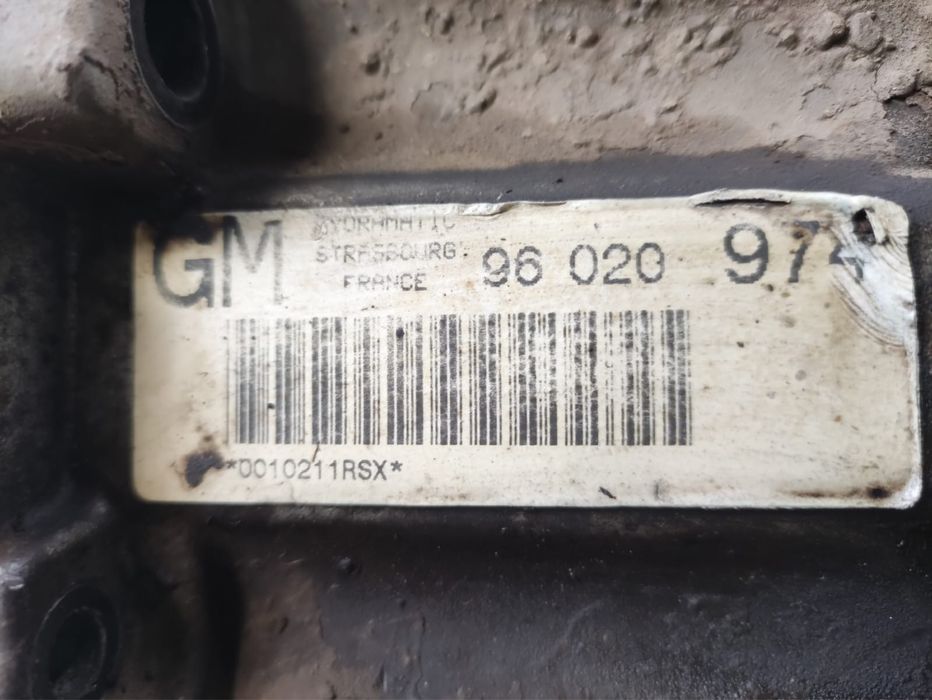 GM
HYDRAMATIC
STRASBOURG
FRANCE
96 020 974
*0010211RSX*